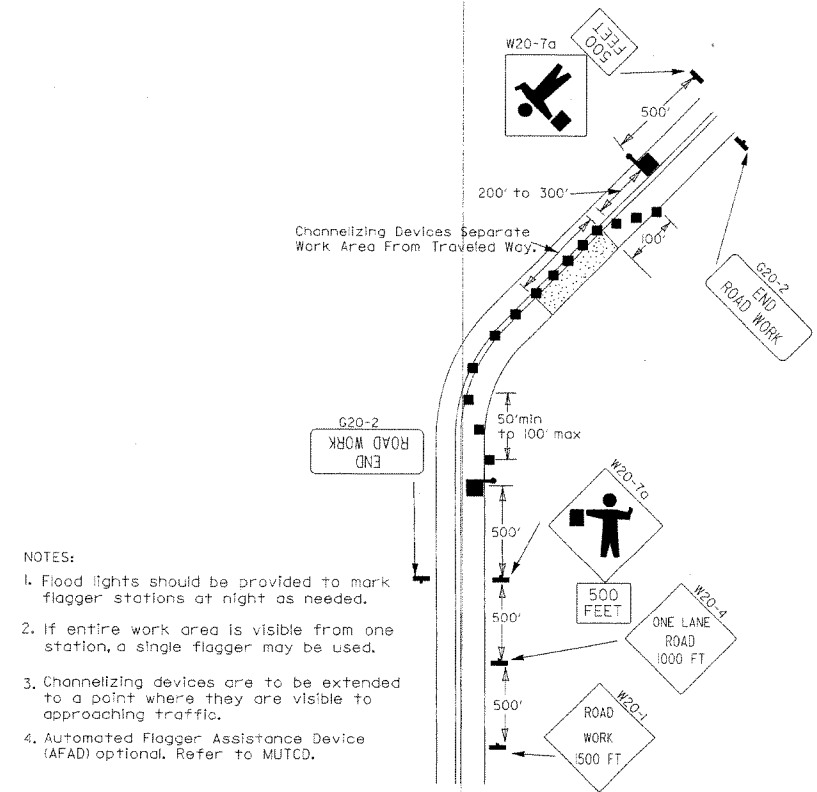 W20-7a
500
FEET
500'
200' to 300'
Channelizing Devices Separate
Work Area From Traveled Way.
100'
G20-2
END
ROAD WORK
G20-2
END
ROAD WORK
50'min
to 100' max
W20-7a
500'
500
FEET
500'
W20-4
ONE LANE
ROAD
1000 FT
500'
W20-1
ROAD
WORK
1500 FT
NOTES:
1. Flood lights should be provided to mark
flagger stations at night as needed.
2. If entire work area is visible from one
station, a single flagger may be used.
3. Channelizing devices are to be extended
to a point where they are visible to
approaching traffic.
4. Automated Flagger Assistance Device
(AFAD) optional. Refer to MUTCD.